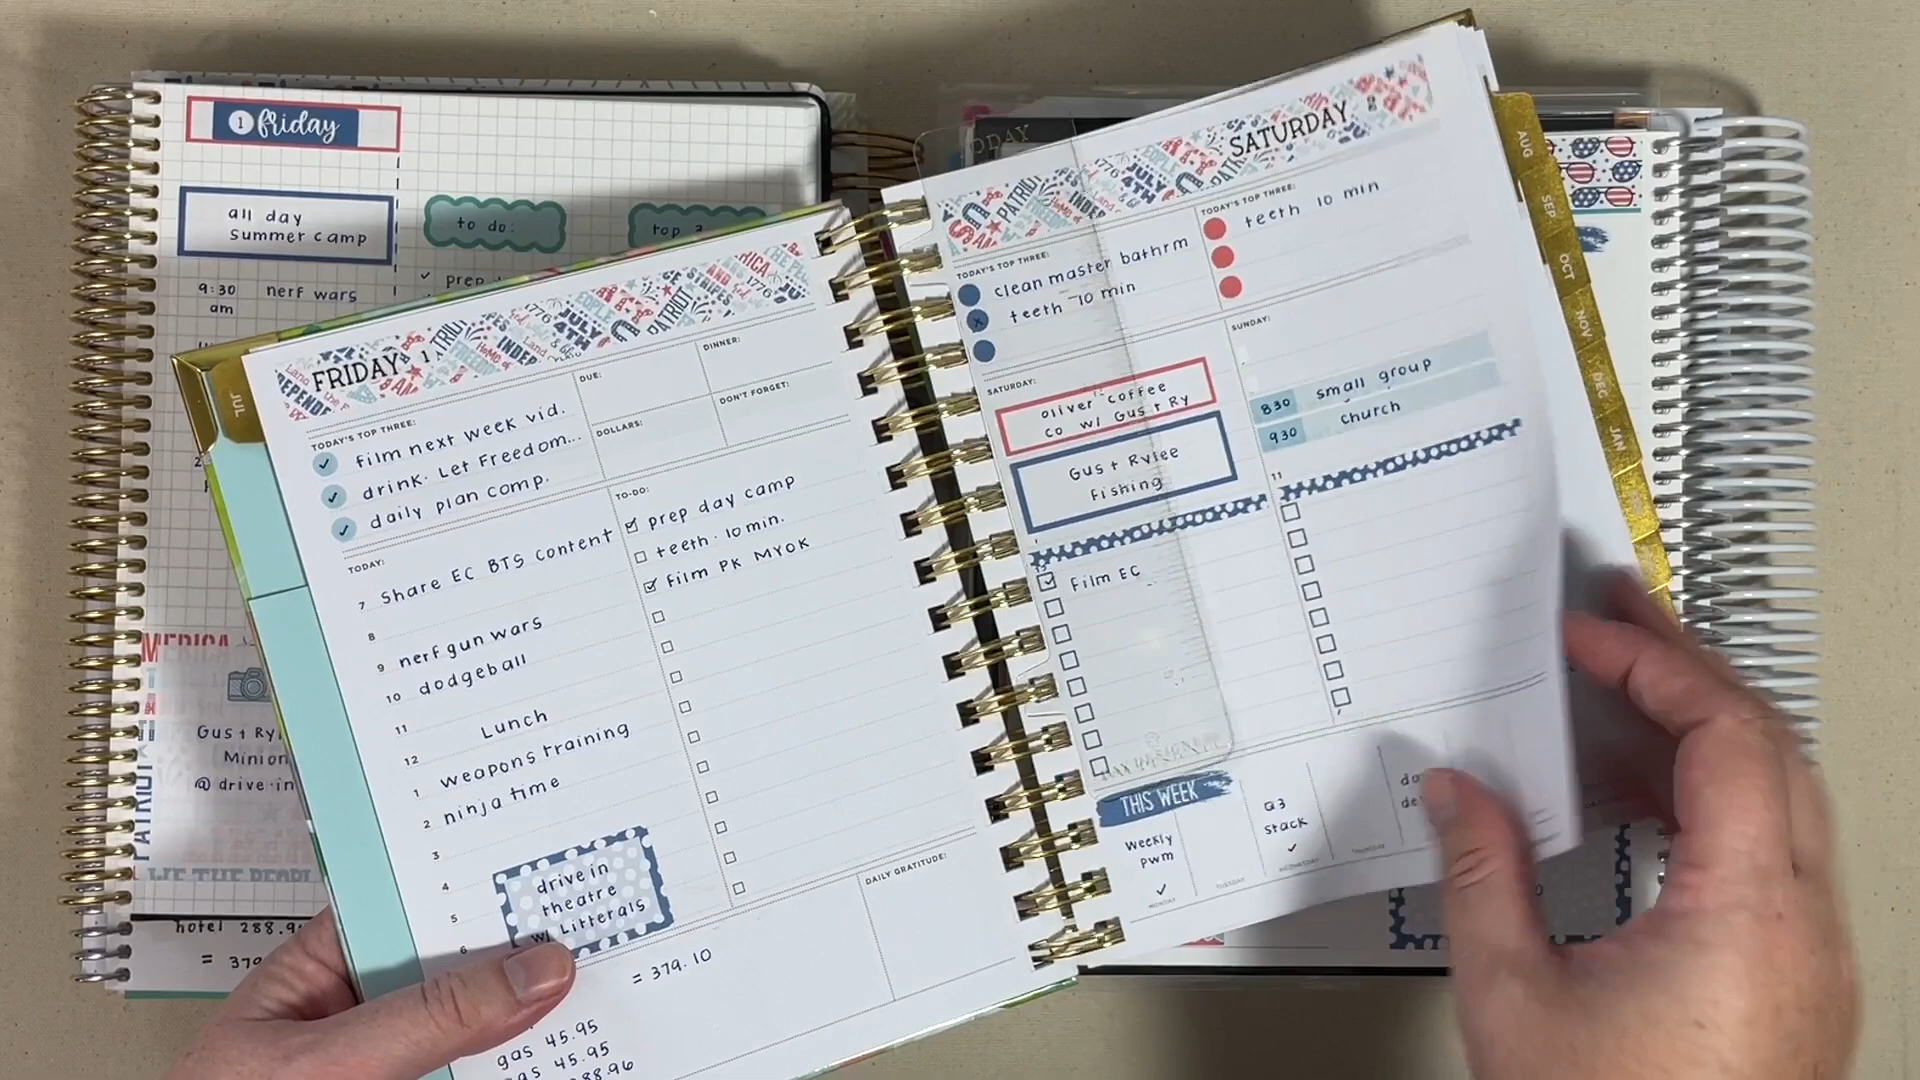 1 friday
all day
summer camp
to do:
top 3
9:30
am
nerf wars
prep
Gus + Ry
Minion
@ drive-in
hotel 288.9
= 379
JUL
FRIDAY 1
TODAY'S TOP THREE:
film next week vid.
drink. Let Freedom...
daily plan comp.
DUE:
DINNER:
DOLLARS:
DON'T FORGET:
TODAY:
7 Share EC BTS Content
8
9 nerf gun wars
10 dodgeball
11
Lunch
12
1 weapons training
2 ninja time
3
4
5
6
drive in
theatre
w/ Litterals
TO-DO:
prep day camp
teeth. 10 min.
Film PK MYOK
DAILY GRATITUDE:
= 379.10
gas 45.95
gas 45.95
288.96
TODAY
SATURDAY
TODAY'S TOP THREE:
clean master bathrm
teeth 10 min
TODAY'S TOP THREE:
teeth 10 min
SATURDAY:
oliver's coffee
co w/ Gus + Ry
Gus + Rylee
Fishing
Film EC
SUNDAY:
830 small group
930 church
11
THIS WEEK
weekly
pwm
MONDAY
TUESDAY
Q3
stack
WEDNESDAY
THURSDAY
AUG
SEP
OCT
NOV
DEC
JAN